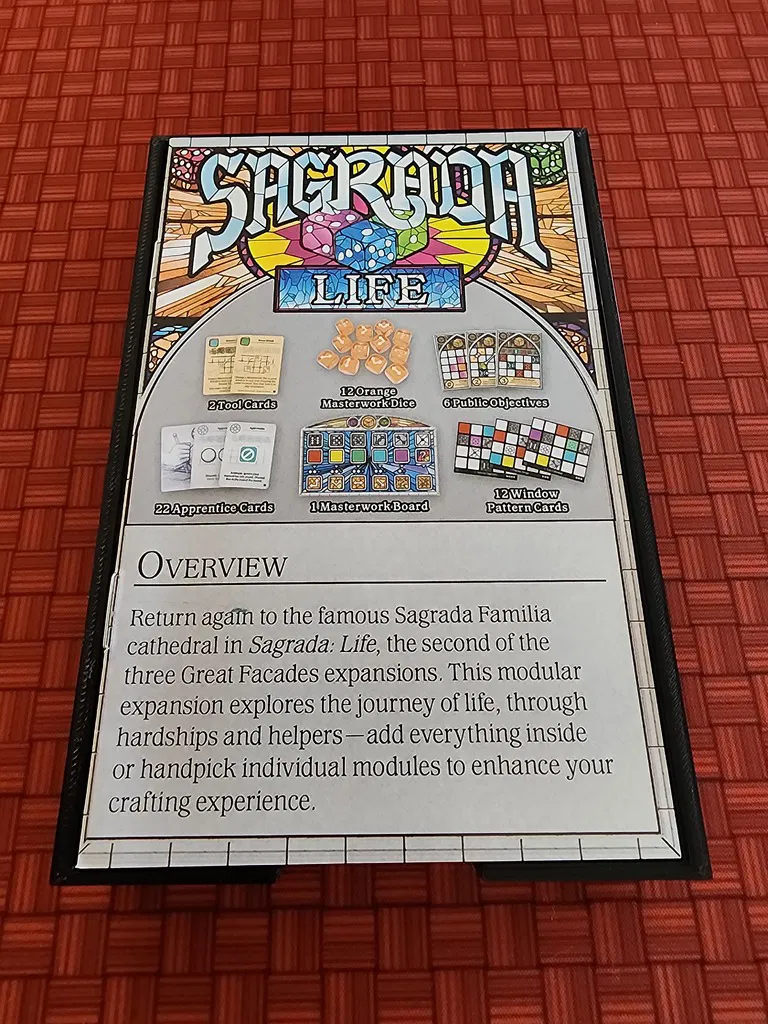 SAGRADA
LIFE
2 Tool Cards
12 Orange
Masterwork Dice
6 Public Objectives
22 Apprentice Cards
1 Masterwork Board
12 Window
Pattern Cards
OVERVIEW
Return again to the famous Sagrada Familia
cathedral in Sagrada: Life, the second of the
three Great Facades expansions. This modular
expansion explores the journey of life, through
hardships and helpers—add everything inside
or handpick individual modules to enhance your
crafting experience.